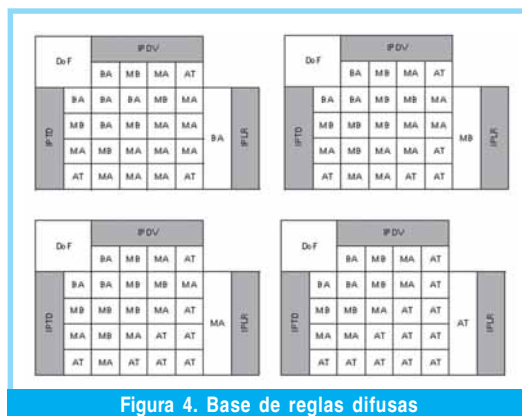 DoF IPDV
BA MB MA AT
IPTD BA BA BA MB MA BA IPLR
MB BA MB MA MA
MA MB MA MA MA
AT MA MA MA AT
DoF IPDV
BA MB MA AT
IPTD BA BA MB MB MA MB IPLR
MB MB MB MA MA
MA MB MA MA AT
AT MA MA AT AT
DoF IPDV
BA MB MA AT
IPTD BA BA MB MB MA MA IPLR
MB MB MB MA AT
MA MB MA AT AT
AT MA AT AT AT
DoF IPDV
BA MB MA AT
IPTD BA BA MB MA AT AT IPLR
MB MB MA MA AT
MA MA AT AT AT
AT AT AT AT AT
Figura 4. Base de reglas difusas